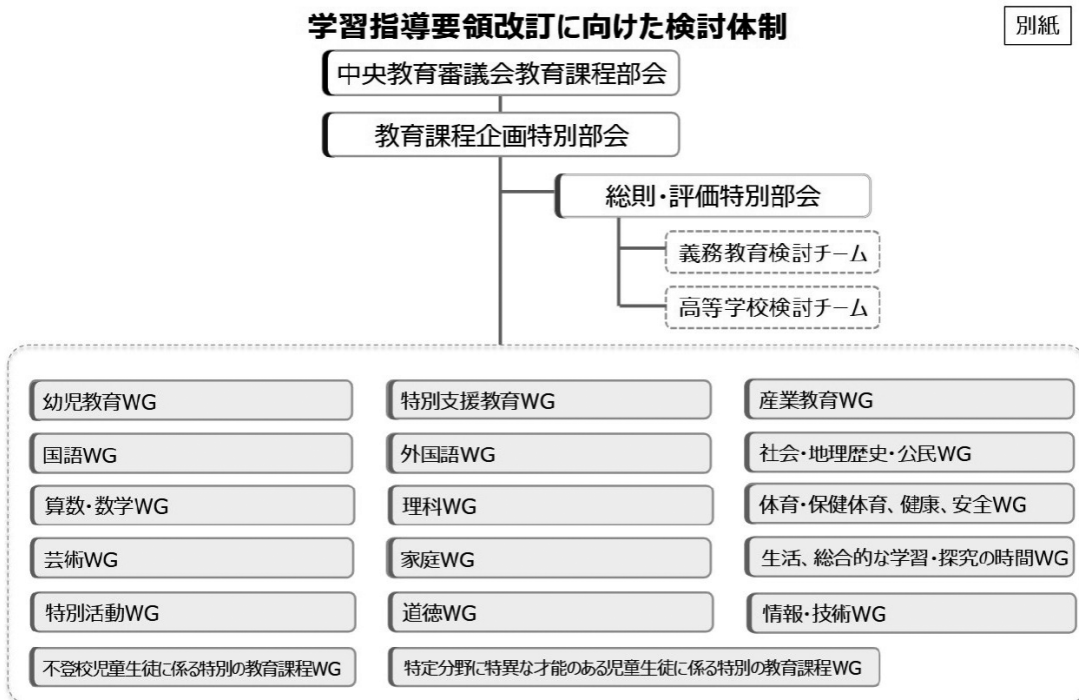 学習指導要領改訂に向けた検討体制
別紙
中央教育審議会教育課程部会
教育課程企画特別部会
総則・評価特別部会
義務教育検討チーム
高等学校検討チーム
幼児教育WG
特別支援教育WG
産業教育WG
国語WG
外国語WG
社会・地理歴史・公民WG
算数・数学WG
理科WG
体育・保健体育、健康、安全WG
芸術WG
家庭WG
生活、総合的な学習・探究の時間WG
特別活動WG
道徳WG
情報・技術WG
不登校児童生徒に係る特別の教育課程WG
特定分野に特異な才能のある児童生徒に係る特別の教育課程WG